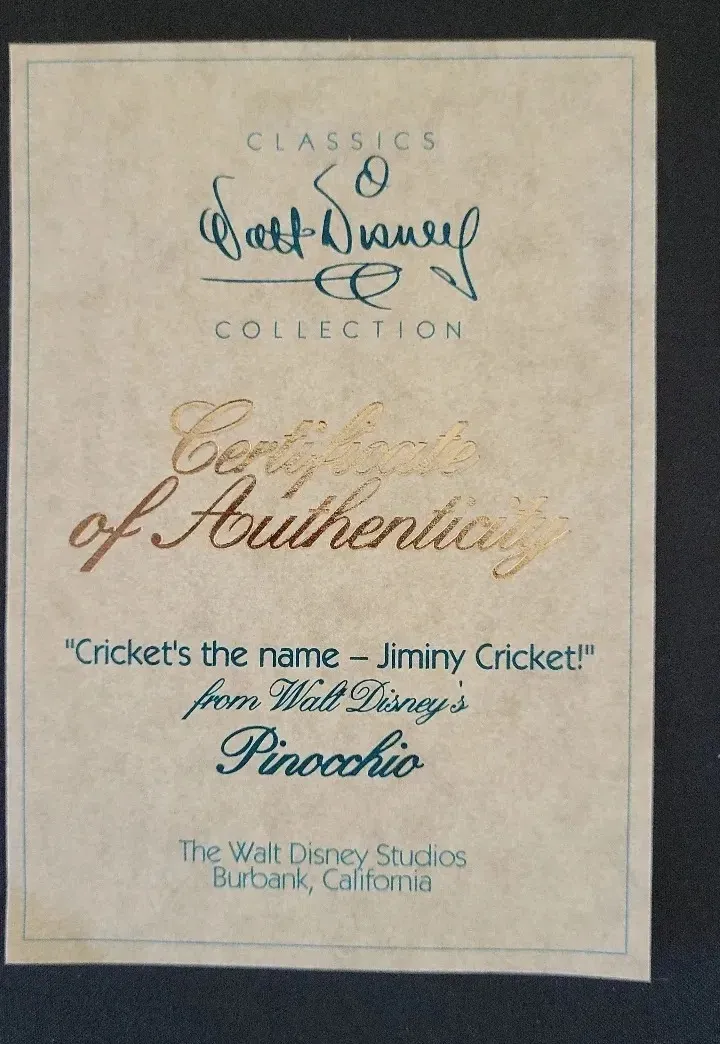 CLASSICS
Walt Disney
COLLECTION
Certificate
of Authenticity
"Cricket's the name – Jiminy Cricket!"
from Walt Disney's
Pinocchio
The Walt Disney Studios
Burbank, California